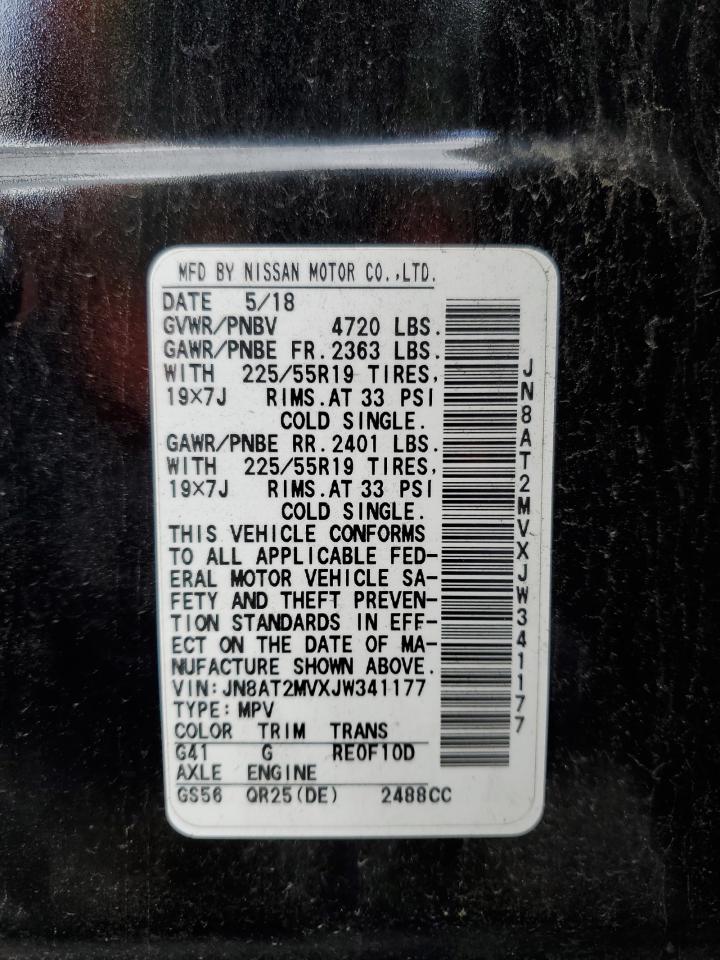 MFD BY NISSAN MOTOR CO.,LTD.
DATE 5/18
GVWR/PNBV 4720 LBS.
GAWR/PNBE FR. 2363 LBS.
WITH 225/55R19 TIRES,
19×7J RIMS. AT 33 PSI
COLD SINGLE.
GAWR/PNBE RR. 2401 LBS.
WITH 225/55R19 TIRES,
19×7J RIMS. AT 33 PSI
COLD SINGLE.
THIS VEHICLE CONFORMS
TO ALL APPLICABLE FED-
ERAL MOTOR VEHICLE SA-
FETY AND THEFT PREVEN-
TION STANDARDS IN EFF-
ECT ON THE DATE OF MA-
NUFACTURE SHOWN ABOVE.
VIN: JN8AT2MVXJW341177
TYPE: MPV
COLOR TRIM TRANS
G41 G RE0F10D
AXLE ENGINE
GS56 QR25(DE) 2488CC
JN8AT2MVXJW341177